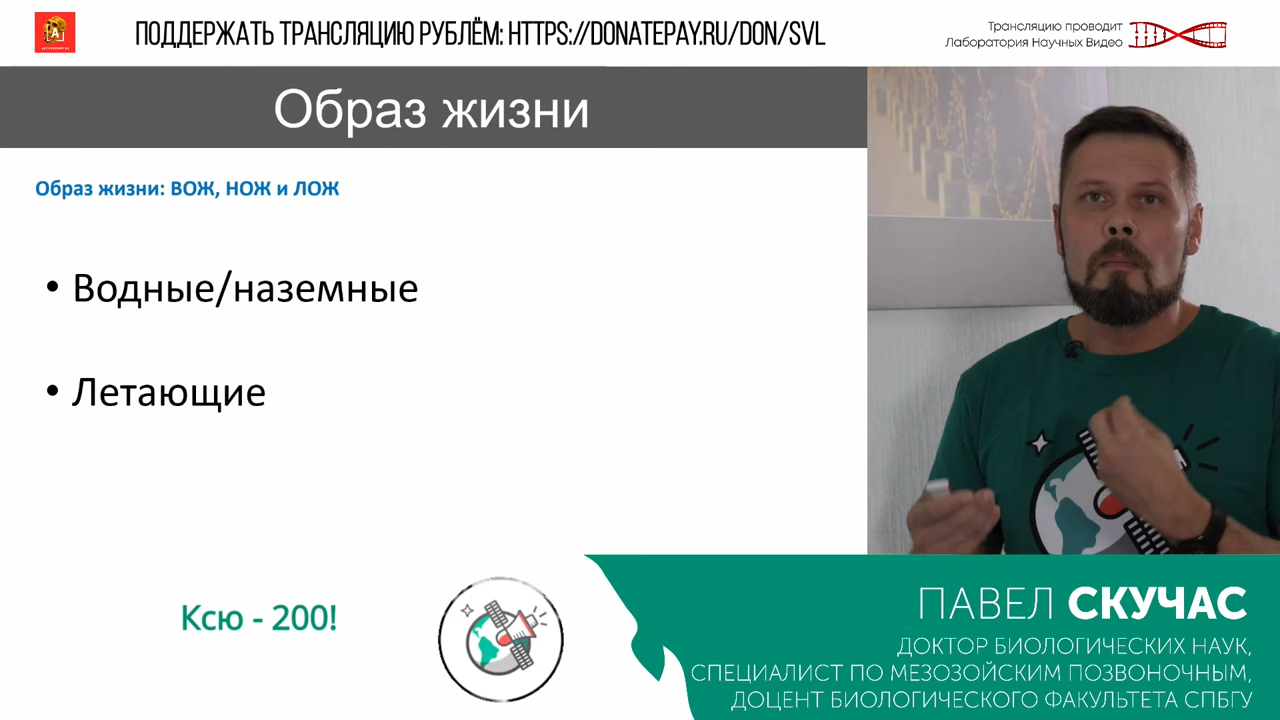 ПОДДЕРЖАТЬ ТРАНСЛЯЦИЮ РУБЛЁМ: HTTPS://DONATEPAY.RU/DON/SVL
Трансляцию проводит
Лаборатория Научных Видео
Образ жизни
Образ жизни: ВОЖ, НОЖ и ЛОЖ
• Водные/наземные
• Летающие
Ксю - 200!
ПАВЕЛ СКУЧАС
ДОКТОР БИОЛОГИЧЕСКИХ НАУК,
СПЕЦИАЛИСТ ПО МЕЗОЗОЙСКИМ ПОЗВОНОЧНЫМ,
ДОЦЕНТ БИОЛОГИЧЕСКОГО ФАКУЛЬТЕТА СПБГУ